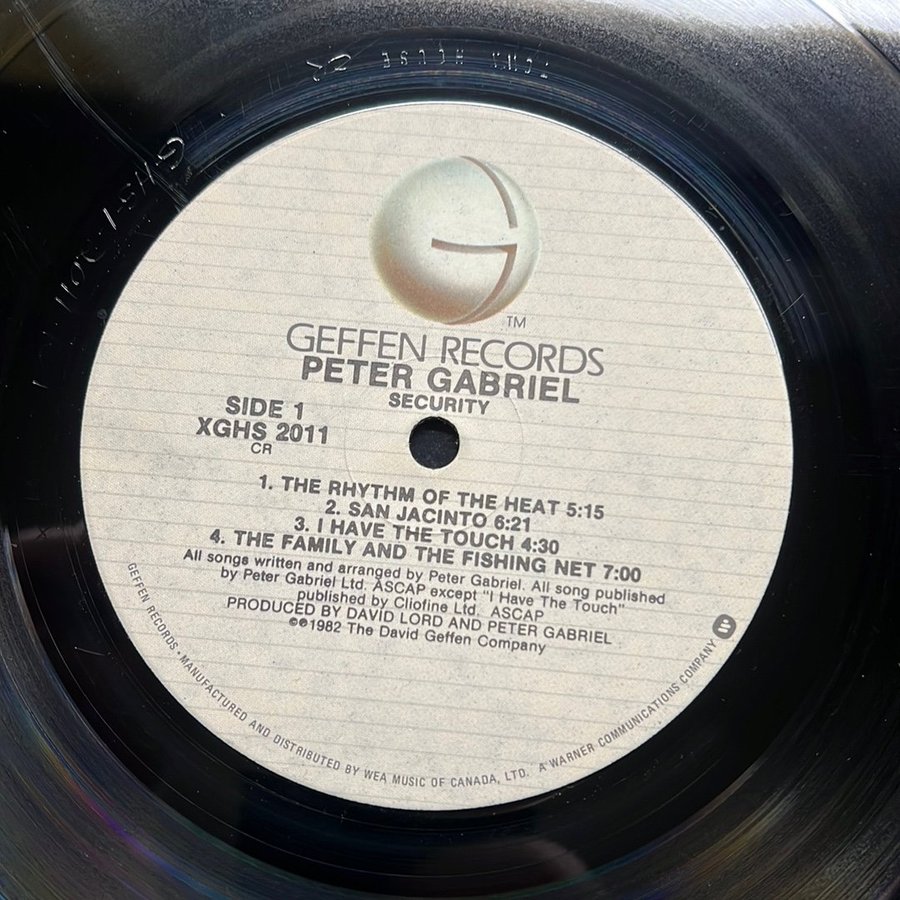 TOWN HOUSE
TM
GEFFEN RECORDS
PETER GABRIEL
SECURITY
SIDE 1
XGHS 2011
CR
1. THE RHYTHM OF THE HEAT 5:15
2. SAN JACINTO 6:21
3. I HAVE THE TOUCH 4:30
4. THE FAMILY AND THE FISHING NET 7:00
All songs written and arranged by Peter Gabriel. All song published
by Peter Gabriel Ltd. ASCAP except "I Have The Touch"
published by Cliofine Ltd. ASCAP
PRODUCED BY DAVID LORD AND PETER GABRIEL
©℗1982 The David Geffen Company
GEFFEN RECORDS • MANUFACTURED AND DISTRIBUTED BY WEA MUSIC OF CANADA, LTD. A WARNER COMMUNICATIONS COMPANY